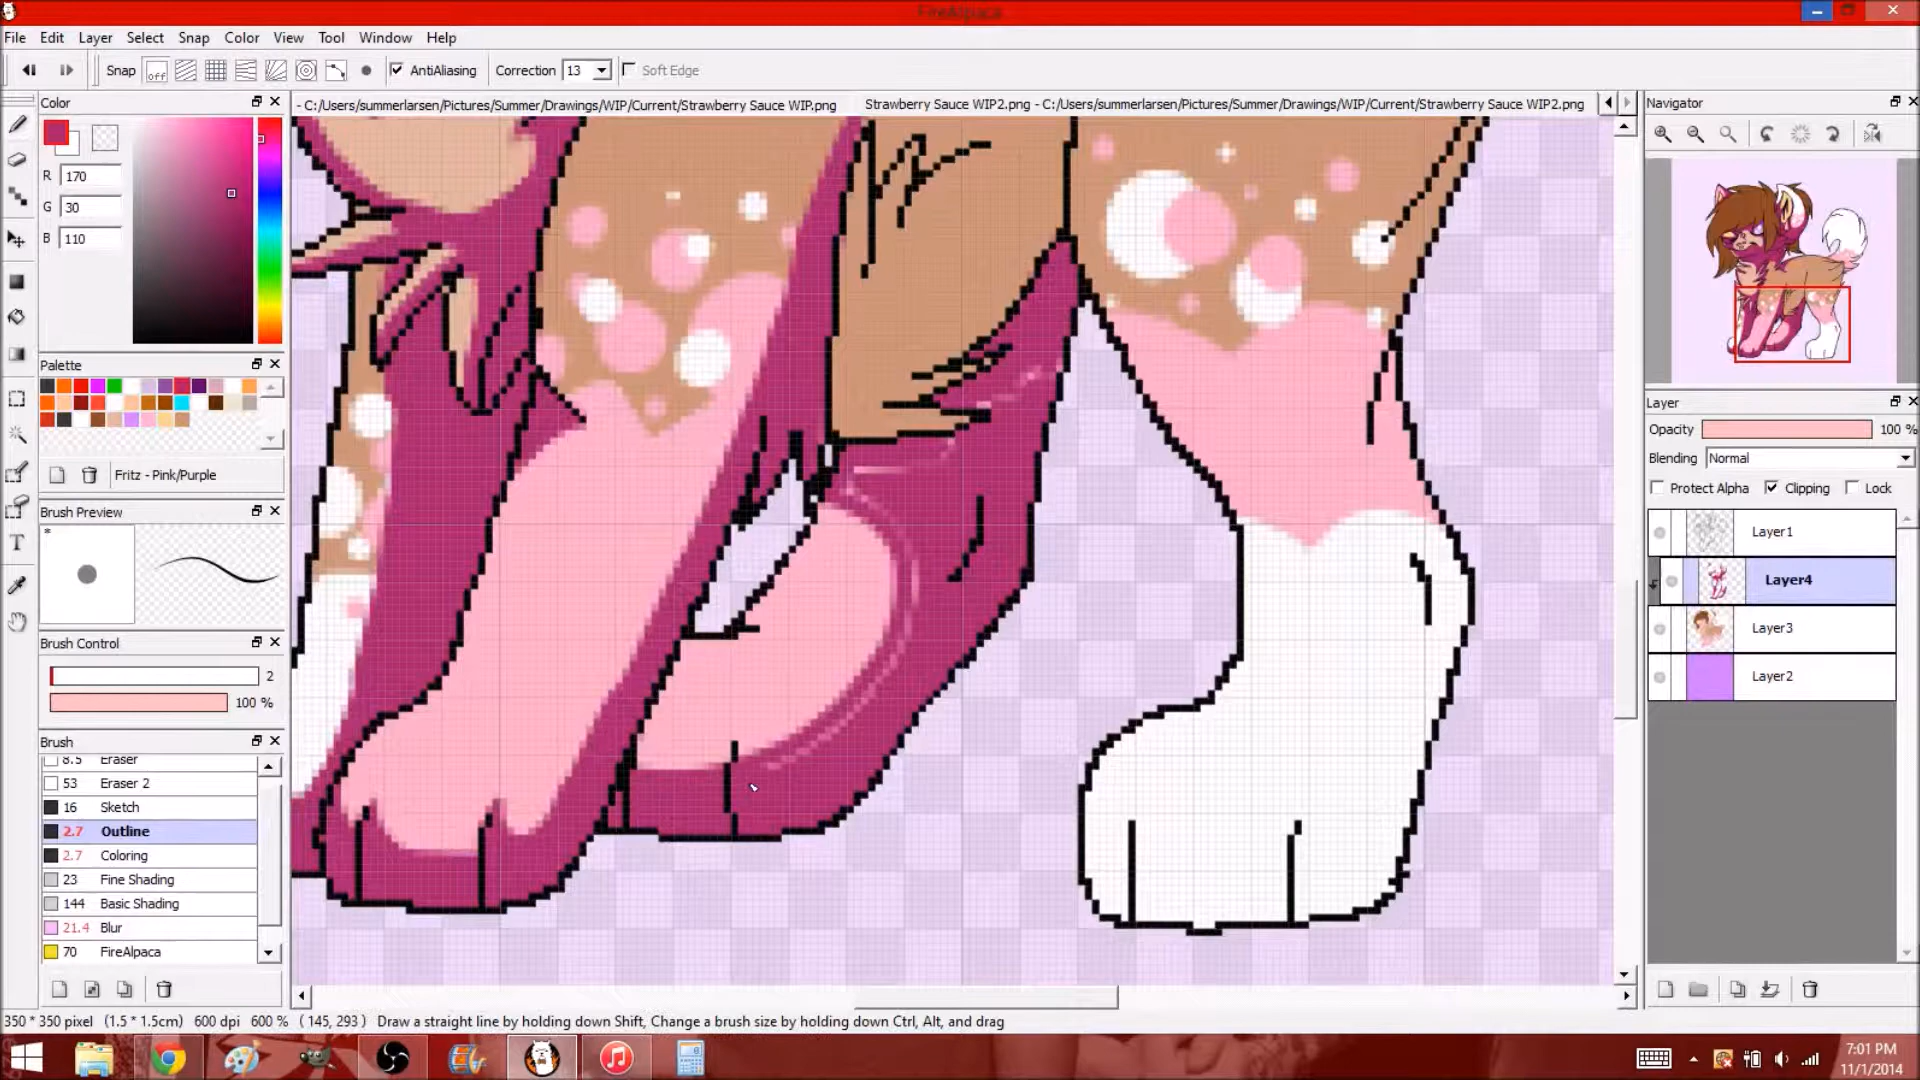 FireAlpaca
File Edit Layer Select Snap Color View Tool Window Help
Snap off AntiAliasing Correction 13 Soft Edge
Color
- C:/Users/summerlarsen/Pictures/Summer/Drawings/WIP/Current/Strawberry Sauce WIP.png Strawberry Sauce WIP2.png - C:/Users/summerlarsen/Pictures/Summer/Drawings/WIP/Current/Strawberry Sauce WIP2.png
Navigator
R 170
G 30
B 110
Palette
Fritz - Pink/Purple
Brush Preview
*
Brush Control
2
100 %
Brush
8.5 Eraser
53 Eraser 2
16 Sketch
2.7 Outline
2.7 Coloring
23 Fine Shading
144 Basic Shading
21.4 Blur
70 FireAlpaca
Layer
Opacity 100 %
Blending Normal
Protect Alpha Clipping Lock
Layer1
Layer4
Layer3
Layer2
350 * 350 pixel (1.5 * 1.5cm) 600 dpi 600 % ( 145, 293 ) Draw a straight line by holding down Shift, Change a brush size by holding down Ctrl, Alt, and drag
7:01 PM
11/1/2014